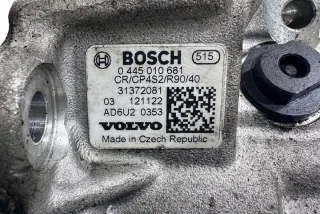 BOSCH 515
0 445 010 681
CR/CP4S2/R90/40
31372081
03 121122
AD6U2 0353
VOLVO
Made in Czech Republic